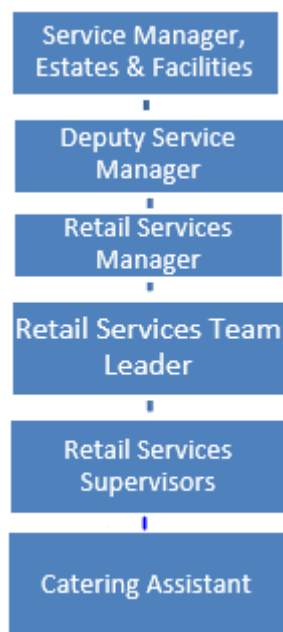 Service Manager,
Estates & Facilities
Deputy Service
Manager
Retail Services
Manager
Retail Services Team
Leader
Retail Services
Supervisors
Catering Assistant